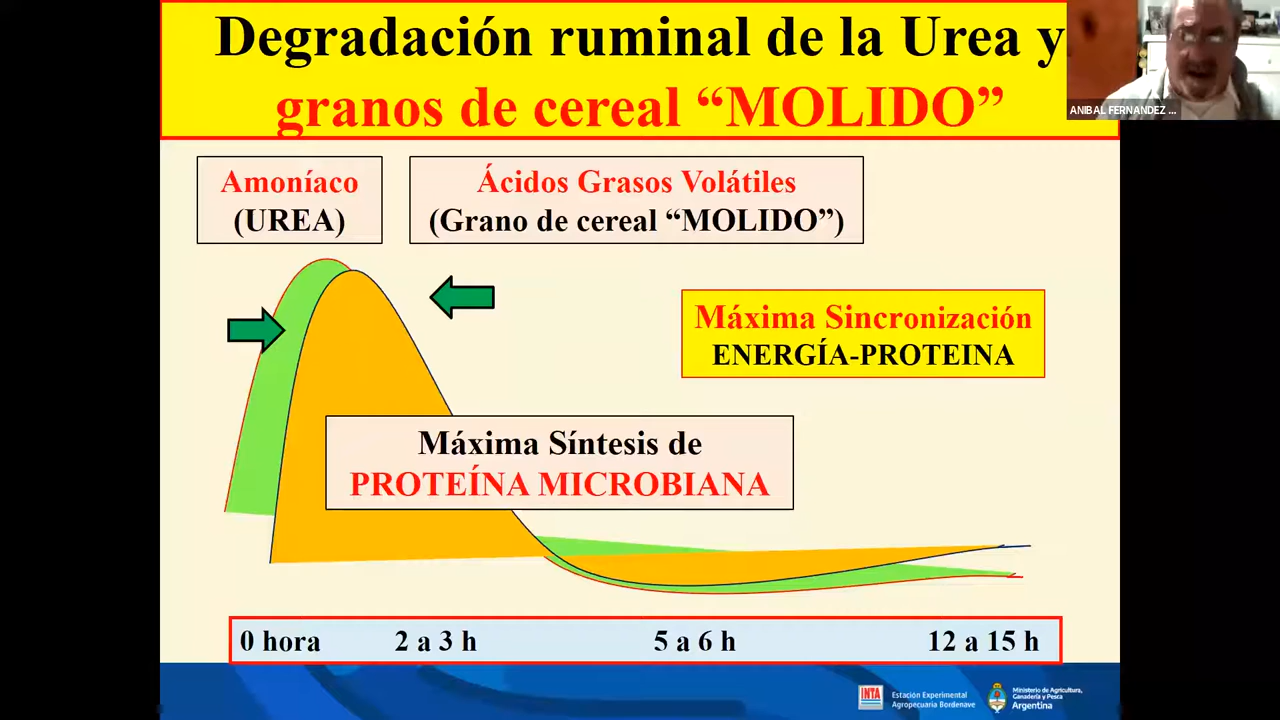 Degradación ruminal de la Urea y
granos de cereal “MOLIDO”
ANIBAL FERNANDEZ ...
Amoníaco
(UREA)
Ácidos Grasos Volátiles
(Grano de cereal “MOLIDO”)
Máxima Sincronización
ENERGÍA-PROTEINA
Máxima Síntesis de
PROTEÍNA MICROBIANA
0 hora 2 a 3 h 5 a 6 h 12 a 15 h
INTA
Estación Experimental
Agropecuaria Bordenave
Ministerio de Agricultura,
Ganadería y Pesca
Argentina